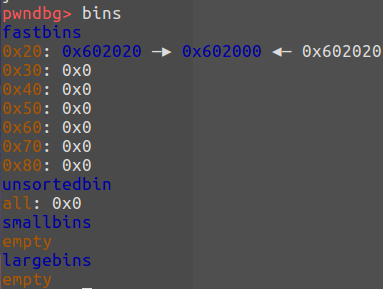 pwndbg> bins
fastbins
0x20: 0x602020 —▸ 0x602000 ◂— 0x602020
0x30: 0x0
0x40: 0x0
0x50: 0x0
0x60: 0x0
0x70: 0x0
0x80: 0x0
unsortedbin
all: 0x0
smallbins
empty
largebins
empty